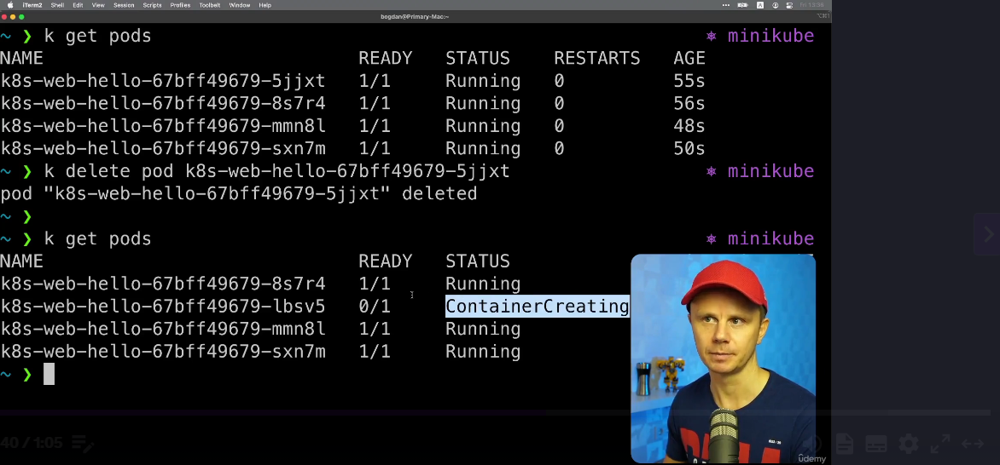 iTerm2 Shell Edit View Session Scripts Profiles Toolbelt Window Help A Fri 13:56
bogdan@Primary-Mac:~ ⌥⌘1
~ ❯ k get pods ⎈ minikube
NAME READY STATUS RESTARTS AGE
k8s-web-hello-67bff49679-5jjxt 1/1 Running 0 55s
k8s-web-hello-67bff49679-8s7r4 1/1 Running 0 56s
k8s-web-hello-67bff49679-mmn8l 1/1 Running 0 48s
k8s-web-hello-67bff49679-sxn7m 1/1 Running 0 50s
~ ❯ k delete pod k8s-web-hello-67bff49679-5jjxt ⎈ minikube
pod "k8s-web-hello-67bff49679-5jjxt" deleted
~ ❯
~ ❯ k get pods ⎈ minikube
NAME READY STATUS
k8s-web-hello-67bff49679-8s7r4 1/1 Running
k8s-web-hello-67bff49679-lbsv5 0/1 ContainerCreating
k8s-web-hello-67bff49679-mmn8l 1/1 Running
k8s-web-hello-67bff49679-sxn7m 1/1 Running
~ ❯
40 / 1:05
udemy